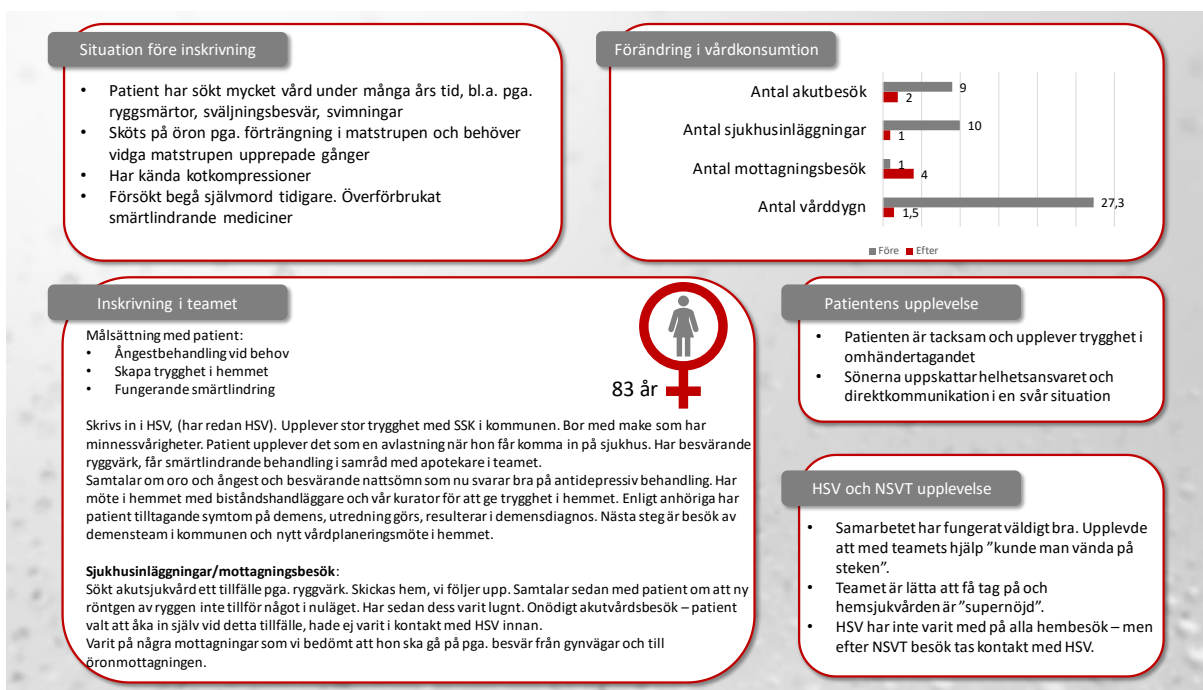 Situation före inskrivning
• Patient har sökt mycket vård under många års tid, bl.a. pga.
ryggsmärtor, sväljningsbesvär, svimningar
• Sköts på öron pga. förträngning i matstrupen och behöver
vidga matstrupen upprepade gånger
• Har kända kotkompressioner
• Försökt begå självmord tidigare. Överförbrukat
smärtlindrande mediciner
Förändring i vårdkonsumtion
Antal akutbesök 9
2
Antal sjukhusinläggningar 10
1
Antal mottagningsbesök 1
4
Antal vårddygn 27,3
1,5
Före Efter
Inskrivning i teamet
Målsättning med patient:
• Ångestbehandling vid behov
• Skapa trygghet i hemmet
• Fungerande smärtlindring
83 år
Skrivs in i HSV, (har redan HSV). Upplever stor trygghet med SSK i kommunen. Bor med make som har
minnessvårigheter. Patient upplever det som en avlastning när hon får komma in på sjukhus. Har besvärande
ryggvärk, får smärtlindrande behandling i samråd med apotekare i teamet.
Samtalar om oro och ångest och besvärande nattsömn som nu svarar bra på antidepressiv behandling. Har
möte i hemmet med biståndshandläggare och vår kurator för att ge trygghet i hemmet. Enligt anhöriga har
patient tilltagande symtom på demens, utredning görs, resulterar i demensdiagnos. Nästa steg är besök av
demensteam i kommunen och nytt vårdplaneringsmöte i hemmet.
Sjukhusinläggningar/mottagningsbesök:
Sökt akutsjukvård ett tillfälle pga. ryggvärk. Skickas hem, vi följer upp. Samtalar sedan med patient om att ny
röntgen av ryggen inte tillför något i nuläget. Har sedan dess varit lugnt. Onödigt akutvårdsbesök – patient
valt att åka in själv vid detta tillfälle, hade ej varit i kontakt med HSV innan.
Varit på några mottagningar som vi bedömt att hon ska gå på pga. besvär från gynvägar och till
öronmottagningen.
Patientens upplevelse
• Patienten är tacksam och upplever trygghet i
omhändertagandet
• Sönerna uppskattar helhetsansvaret och
direktkommunikation i en svår situation
HSV och NSVT upplevelse
• Samarbetet har fungerat väldigt bra. Upplevde
att med teamets hjälp ”kunde man vända på
steken”.
• Teamet är lätta att få tag på och
hemsjukvården är ”supernöjd”.
• HSV har inte varit med på alla hembesök – men
efter NSVT besök tas kontakt med HSV.